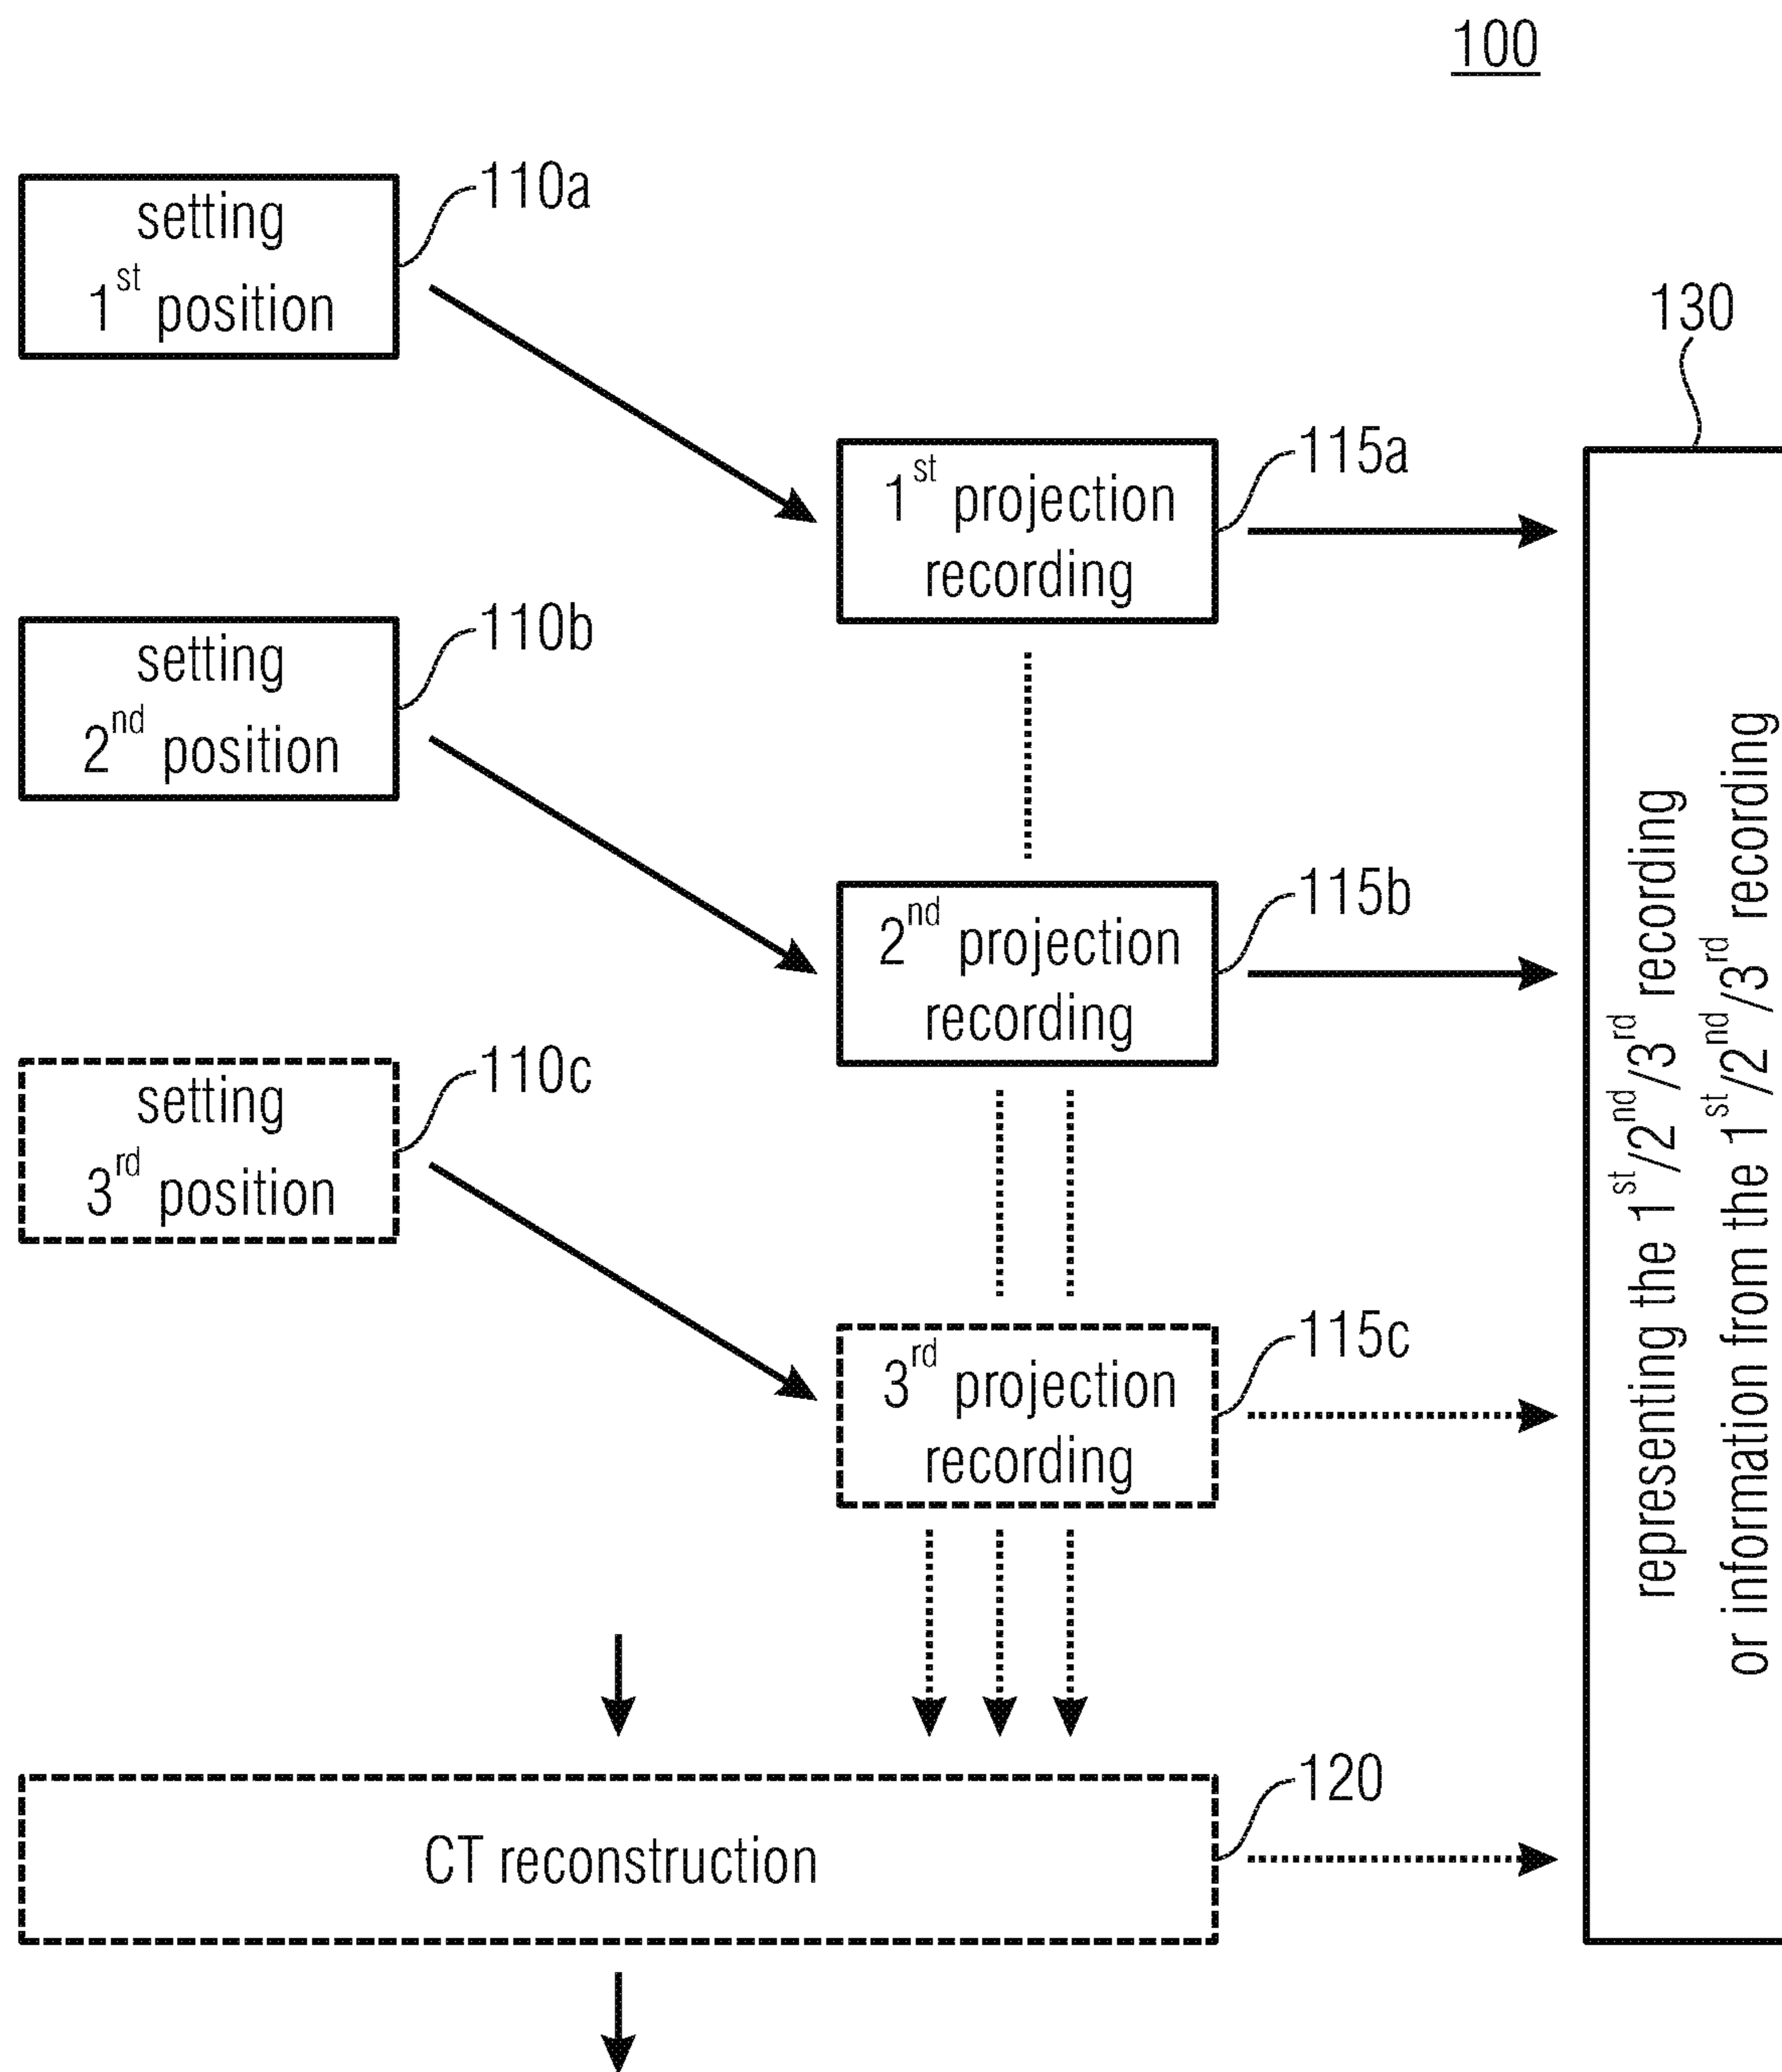 100
setting
1st position
110a
130
1st projection
recording
115a
setting
2nd position
110b
2nd projection
recording
115b
setting
3rd position
110c
3rd projection
recording
115c
representing the 1st/2nd/3rd recording
or information from the 1st/2nd/3rd recording
CT reconstruction
120